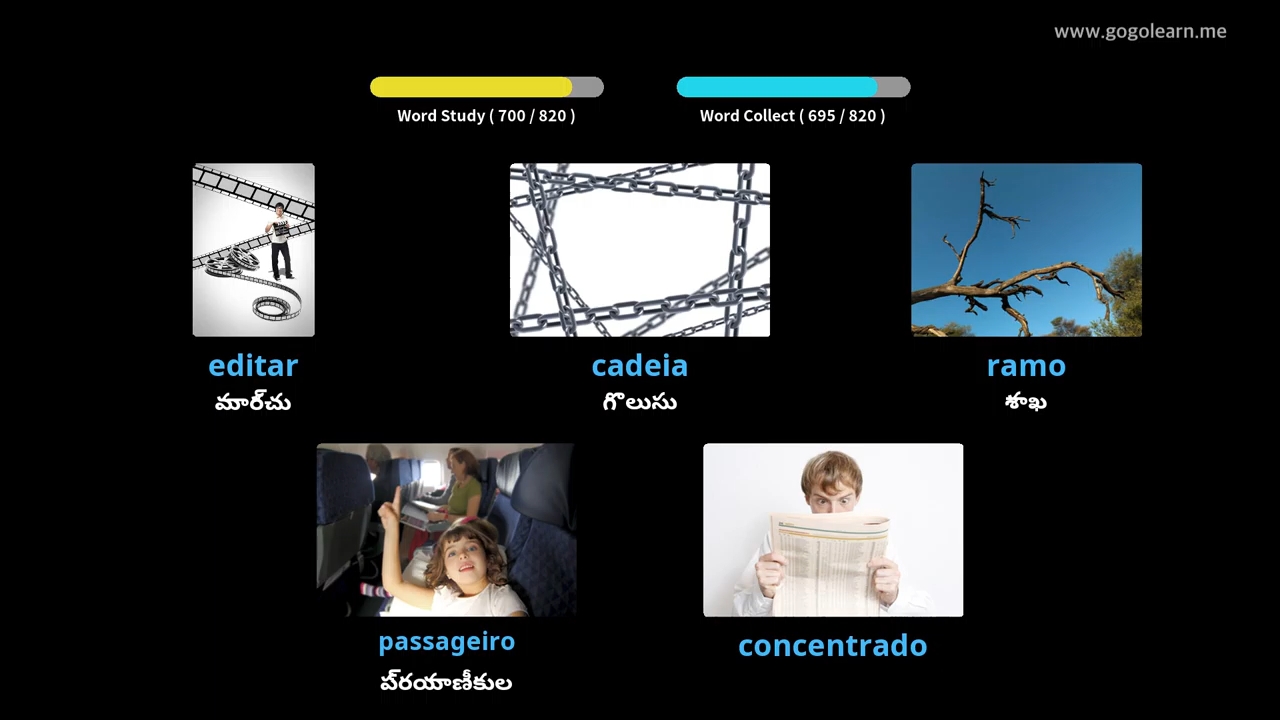 www.gogolearn.me
Word Study ( 700 / 820 )
Word Collect ( 695 / 820 )
editar
మార్చు
cadeia
గొలుసు
ramo
శాఖ
passageiro
ప్రయాణీకుల
concentrado